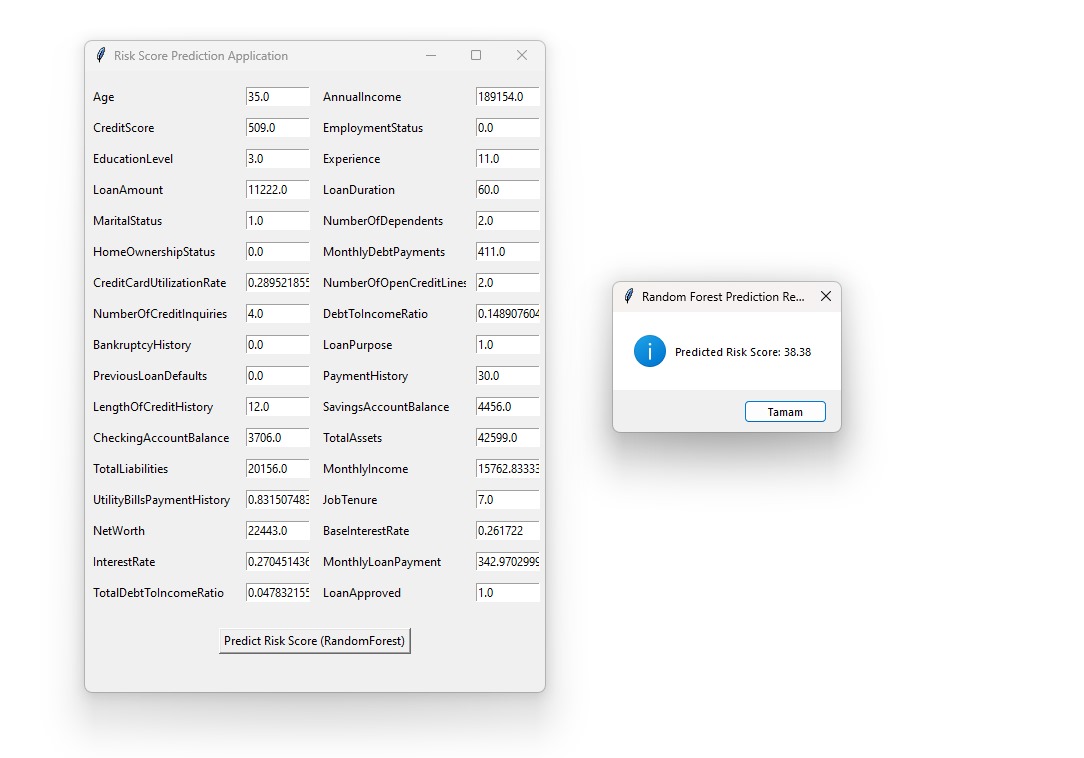 Risk Score Prediction Application
Age 35.0 AnnualIncome 189154.0
CreditScore 509.0 EmploymentStatus 0.0
EducationLevel 3.0 Experience 11.0
LoanAmount 11222.0 LoanDuration 60.0
MaritalStatus 1.0 NumberOfDependents 2.0
HomeOwnershipStatus 0.0 MonthlyDebtPayments 411.0
CreditCardUtilizationRate 0.289521855 NumberOfOpenCreditLines 2.0
NumberOfCreditInquiries 4.0 DebtToIncomeRatio 0.148907604
BankruptcyHistory 0.0 LoanPurpose 1.0
PreviousLoanDefaults 0.0 PaymentHistory 30.0
LengthOfCreditHistory 12.0 SavingsAccountBalance 4456.0
CheckingAccountBalance 3706.0 TotalAssets 42599.0
TotalLiabilities 20156.0 MonthlyIncome 15762.83333
UtilityBillsPaymentHistory 0.831507483 JobTenure 7.0
NetWorth 22443.0 BaseInterestRate 0.261722
InterestRate 0.270451436 MonthlyLoanPayment 342.9702999
TotalDebtToIncomeRatio 0.047832155 LoanApproved 1.0
Predict Risk Score (RandomForest)
Random Forest Prediction Re...
Predicted Risk Score: 38.38
Tamam